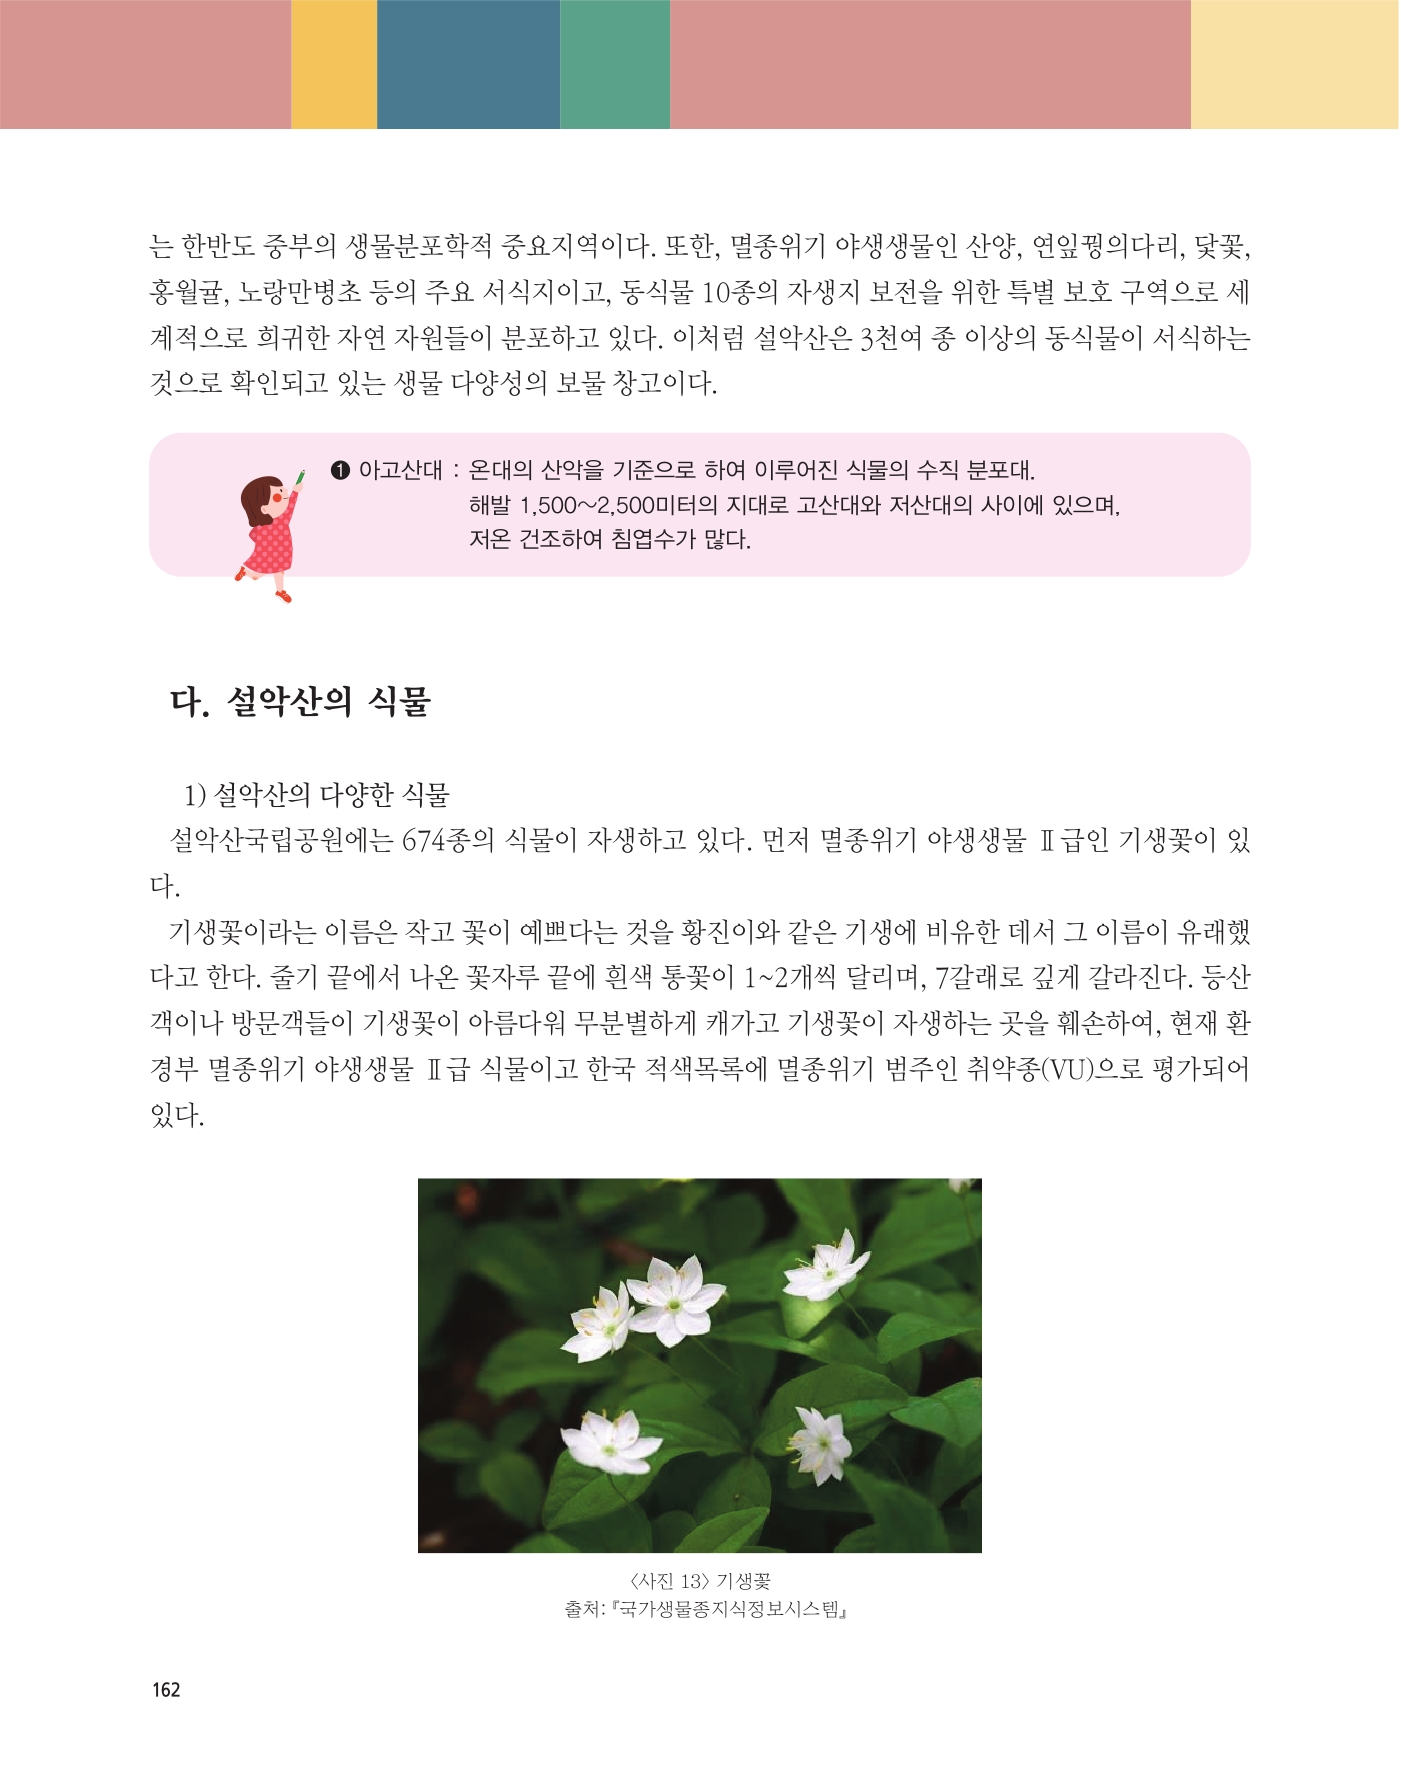 는 한반도 중부의 생물분포학적 중요지역이다. 또한, 멸종위기 야생생물인 산양, 연잎꿩의다리, 닻꽃,
홍월귤, 노랑만병초 등의 주요 서식지이고, 동식물 10종의 자생지 보전을 위한 특별 보호 구역으로 세
계적으로 희귀한 자연 자원들이 분포하고 있다. 이처럼 설악산은 3천여 종 이상의 동식물이 서식하는
것으로 확인되고 있는 생물 다양성의 보물 창고이다.
❶ 아고산대 : 온대의 산악을 기준으로 하여 이루어진 식물의 수직 분포대.
해발 1,500～2,500미터의 지대로 고산대와 저산대의 사이에 있으며,
저온 건조하여 침엽수가 많다.
다. 설악산의 식물
1) 설악산의 다양한 식물
설악산국립공원에는 674종의 식물이 자생하고 있다. 먼저 멸종위기 야생생물 Ⅱ급인 기생꽃이 있
다.
기생꽃이라는 이름은 작고 꽃이 예쁘다는 것을 황진이와 같은 기생에 비유한 데서 그 이름이 유래했
다고 한다. 줄기 끝에서 나온 꽃자루 끝에 흰색 통꽃이 1~2개씩 달리며, 7갈래로 깊게 갈라진다. 등산
객이나 방문객들이 기생꽃이 아름다워 무분별하게 캐가고 기생꽃이 자생하는 곳을 훼손하여, 현재 환
경부 멸종위기 야생생물 Ⅱ급 식물이고 한국 적색목록에 멸종위기 범주인 취약종(VU)으로 평가되어
있다.
〈사진 13〉 기생꽃
출처: 『국가생물종지식정보시스템』
162